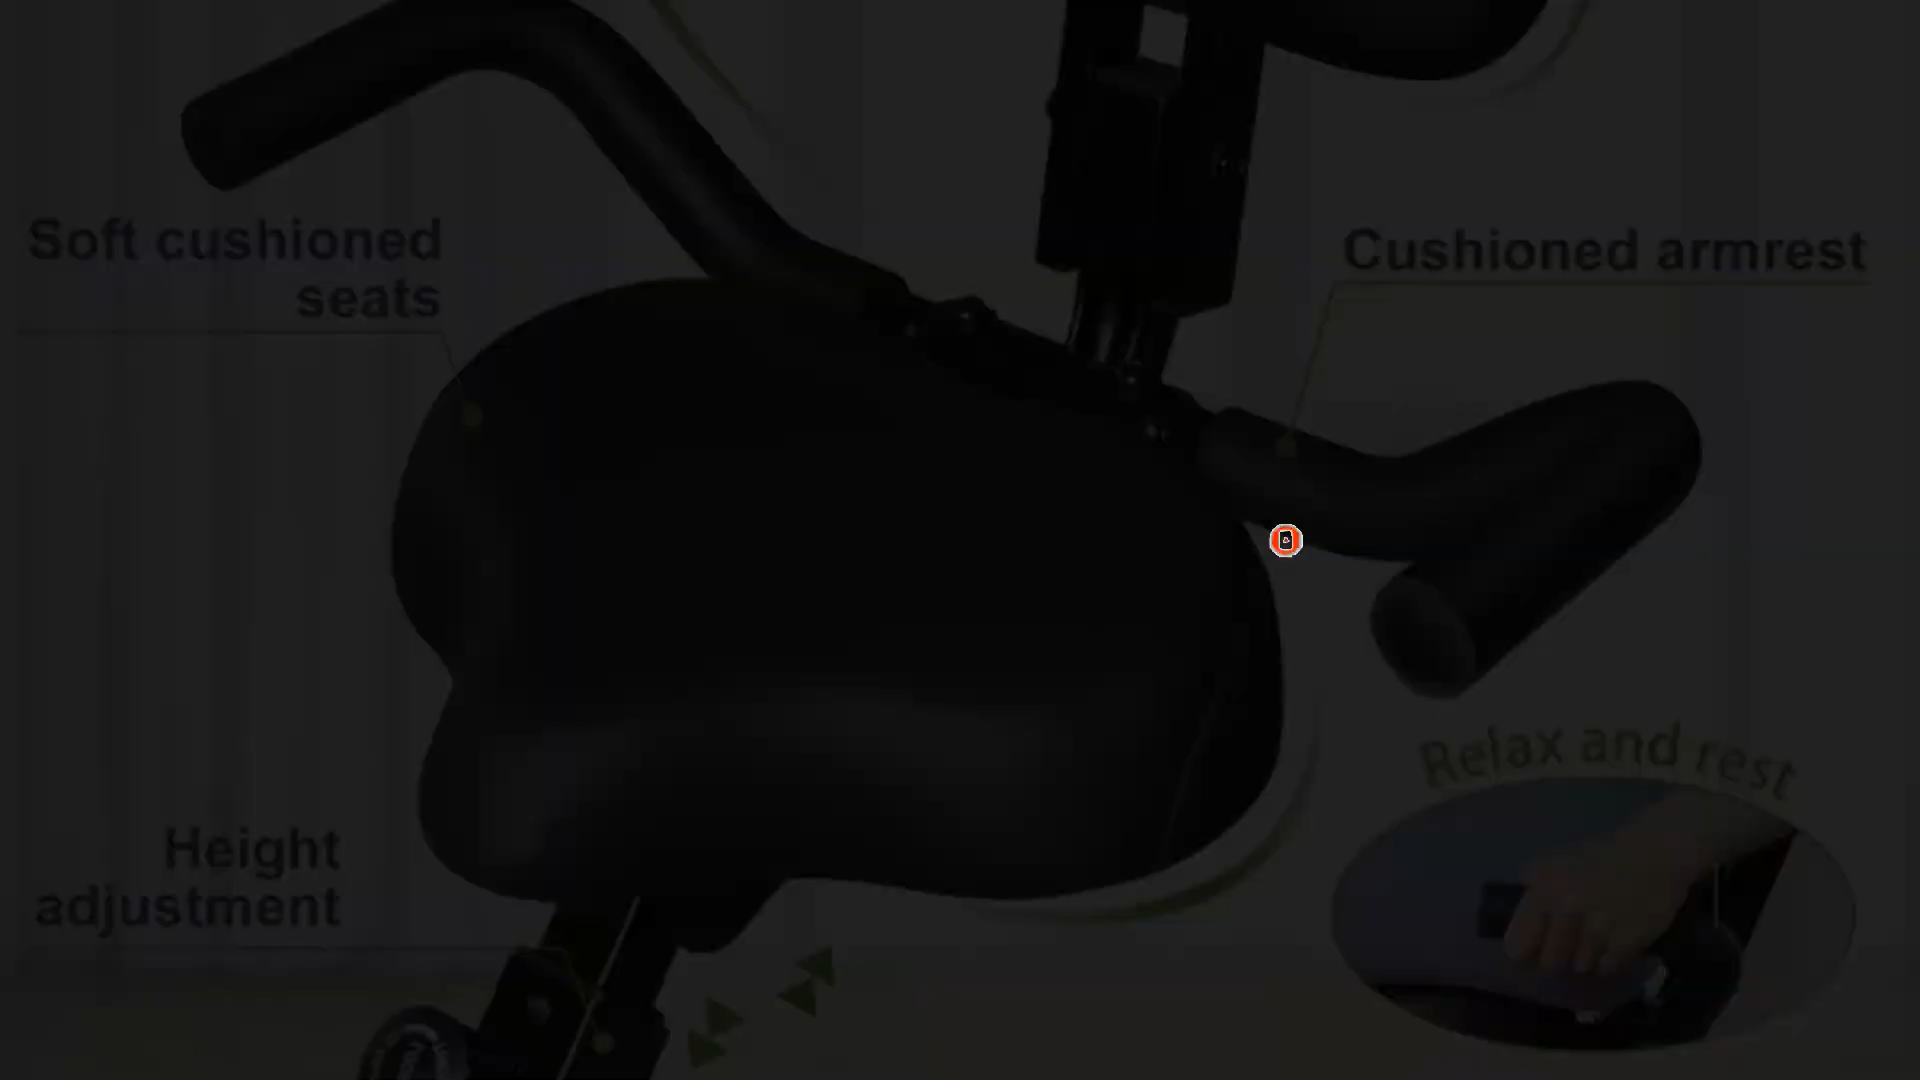 Soft cushioned
seats
Cushioned armrest
Relax and rest
Height
adjustment